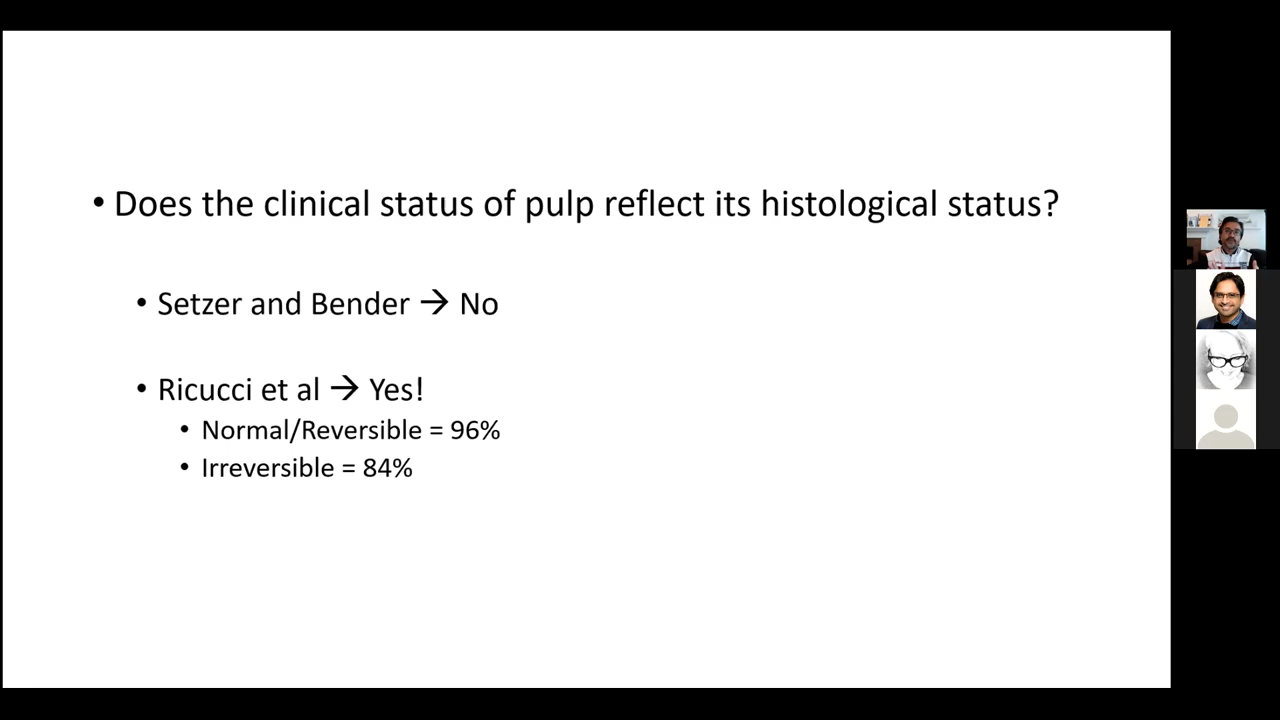 • Does the clinical status of pulp reflect its histological status?
• Setzer and Bender → No
• Ricucci et al → Yes!
• Normal/Reversible = 96%
• Irreversible = 84%